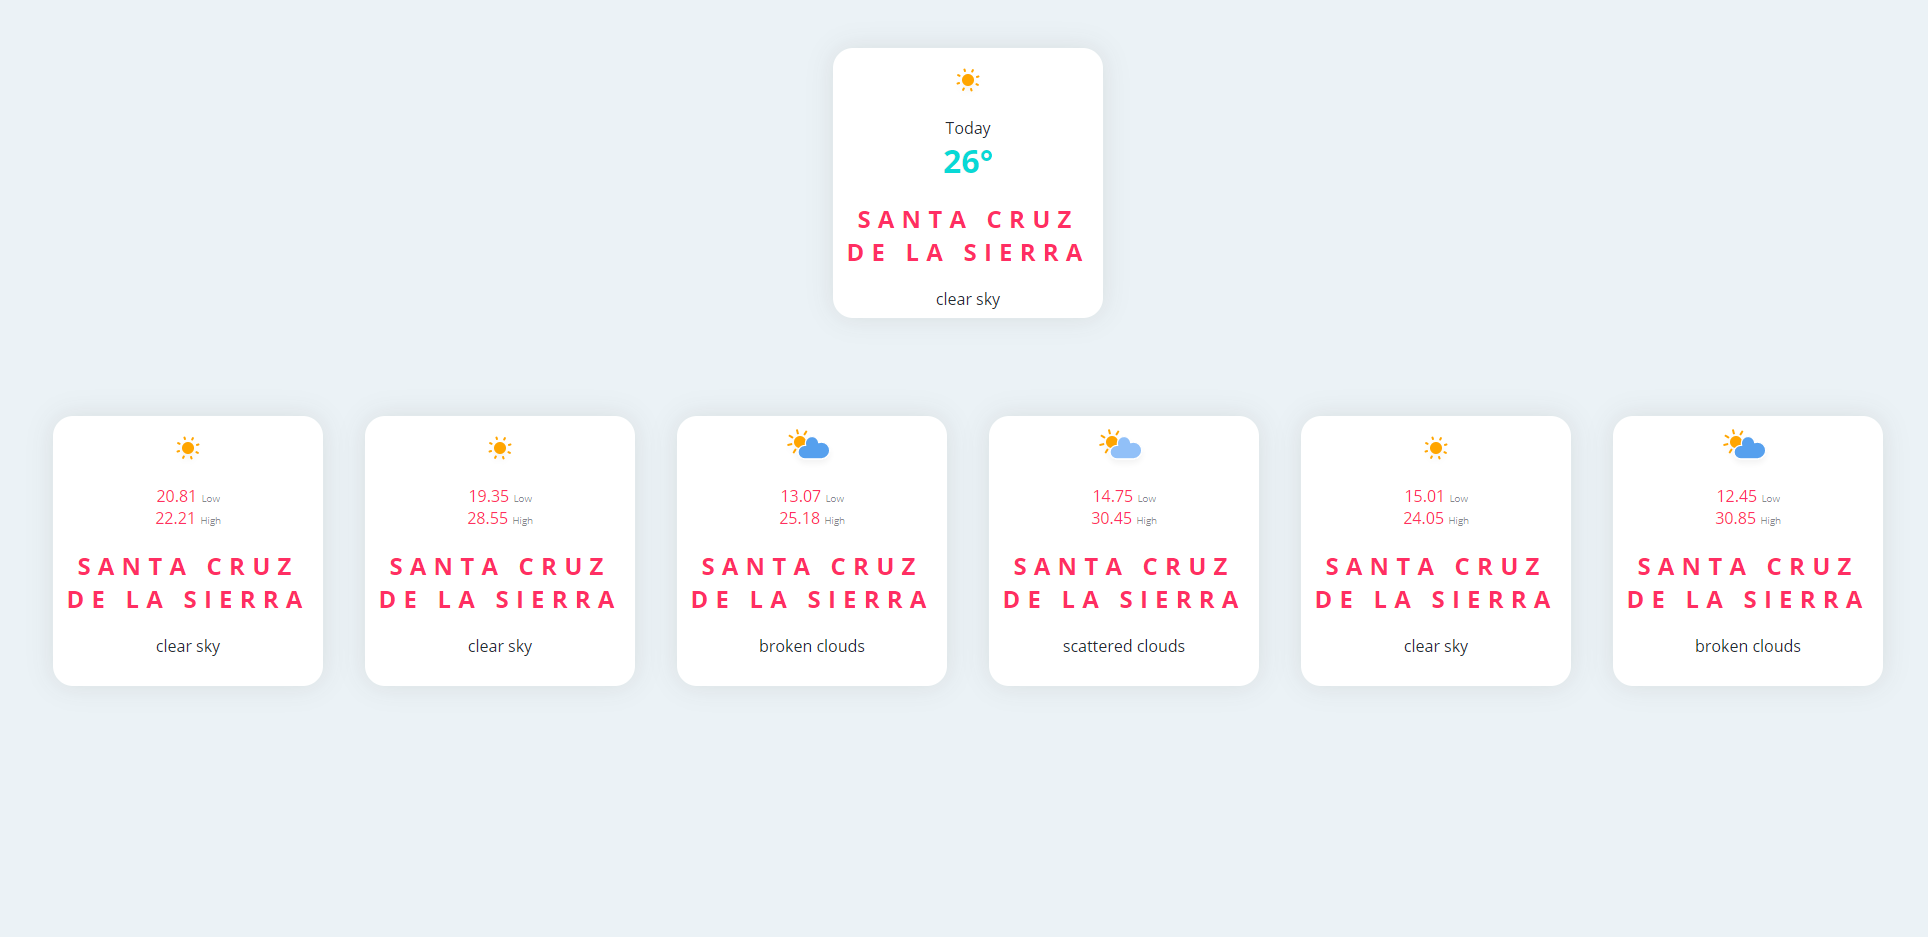 Today
26°
SANTA CRUZ
DE LA SIERRA
clear sky
20.81 Low
22.21 High
SANTA CRUZ
DE LA SIERRA
clear sky
19.35 Low
28.55 High
SANTA CRUZ
DE LA SIERRA
clear sky
13.07 Low
25.18 High
SANTA CRUZ
DE LA SIERRA
broken clouds
14.75 Low
30.45 High
SANTA CRUZ
DE LA SIERRA
scattered clouds
15.01 Low
24.05 High
SANTA CRUZ
DE LA SIERRA
clear sky
12.45 Low
30.85 High
SANTA CRUZ
DE LA SIERRA
broken clouds